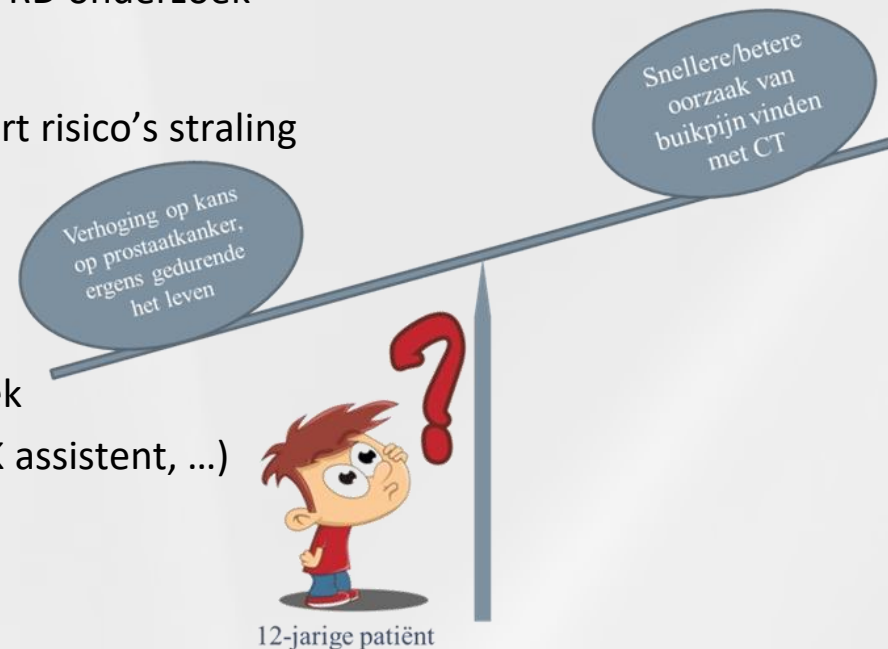 RD onderzoek
rt risico’s straling
Snellere/betere
oorzaak van
buikpijn vinden
met CT
Verhoging op kans
op prostaatkanker,
ergens gedurende
het leven
?
ek
K assistent, …)
12-jarige patiënt